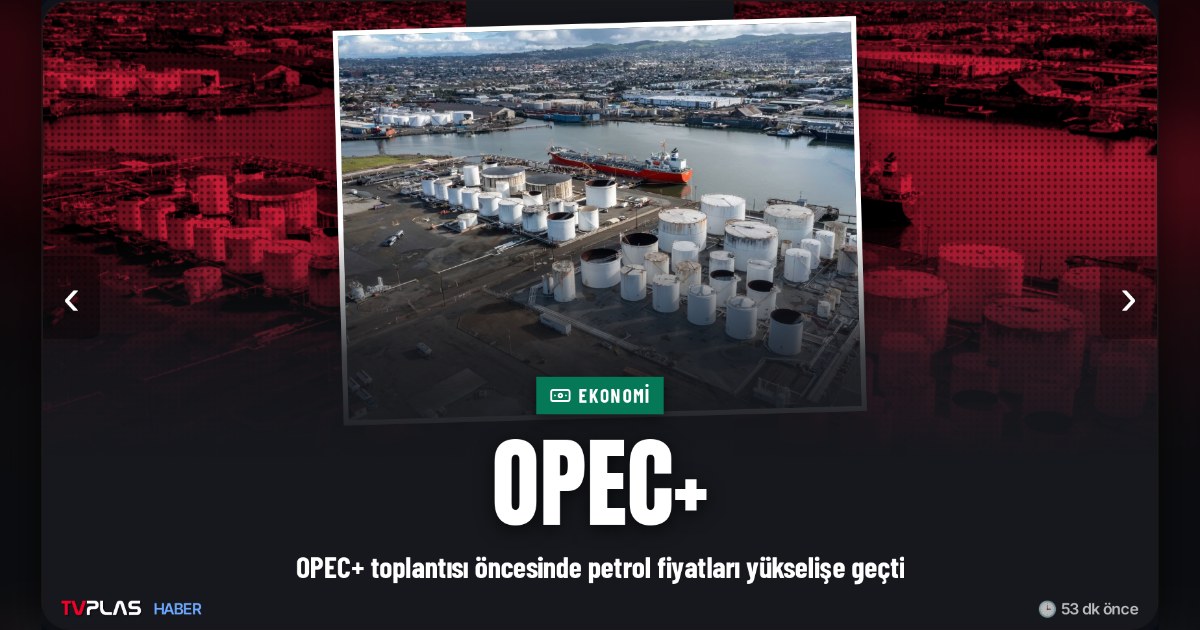 EKONOMİ
OPEC+
OPEC+ toplantısı öncesinde petrol fiyatları yükselişe geçti
TVPLAS HABER
53 dk önce